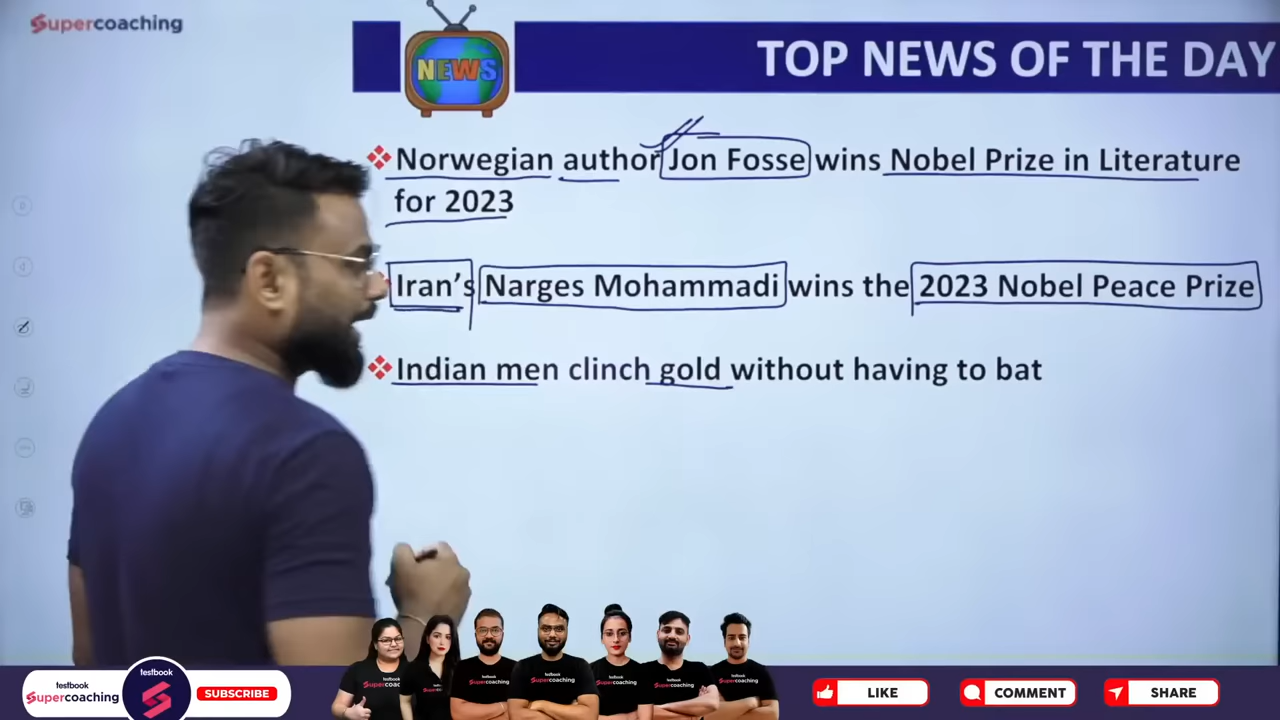 Supercoaching
NEWS
TOP NEWS OF THE DAY
Norwegian author Jon Fosse wins Nobel Prize in Literature
for 2023
Iran's Narges Mohammadi wins the 2023 Nobel Peace Prize
Indian men clinch gold without having to bat
testbook
Supercoaching
testbook
SUBSCRIBE
LIKE
COMMENT
SHARE